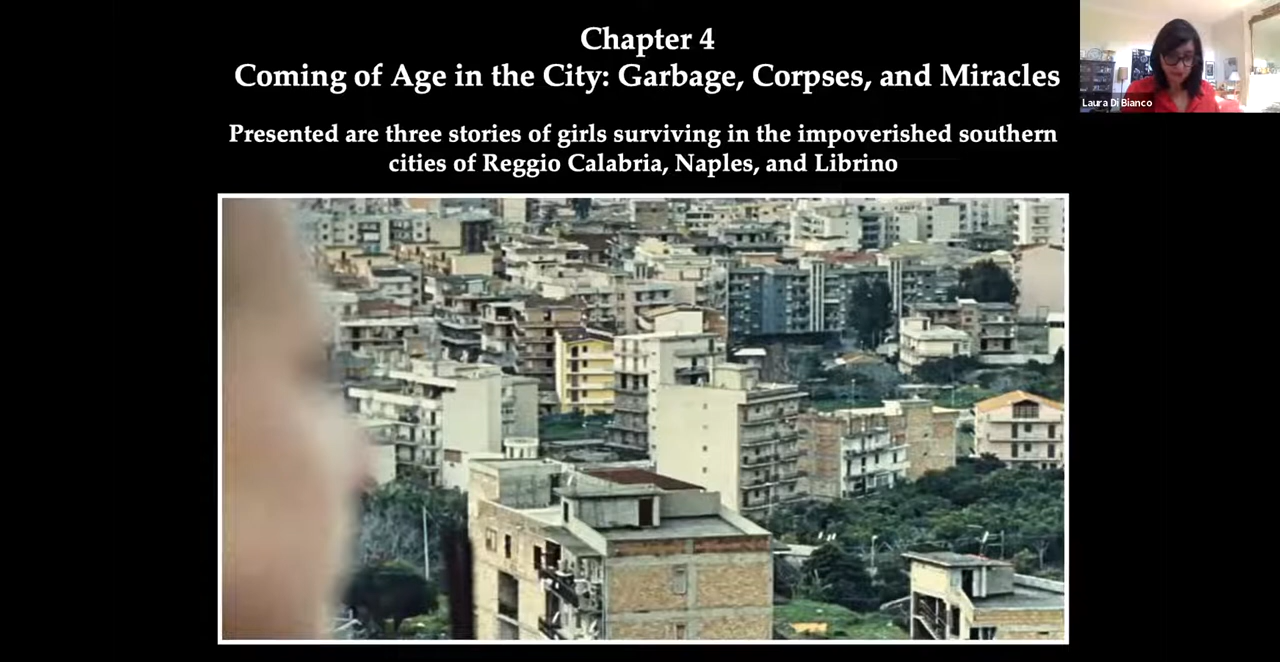 Chapter 4
Coming of Age in the City: Garbage, Corpses, and Miracles
Presented are three stories of girls surviving in the impoverished southern
cities of Reggio Calabria, Naples, and Librino
Laura Di Bianco